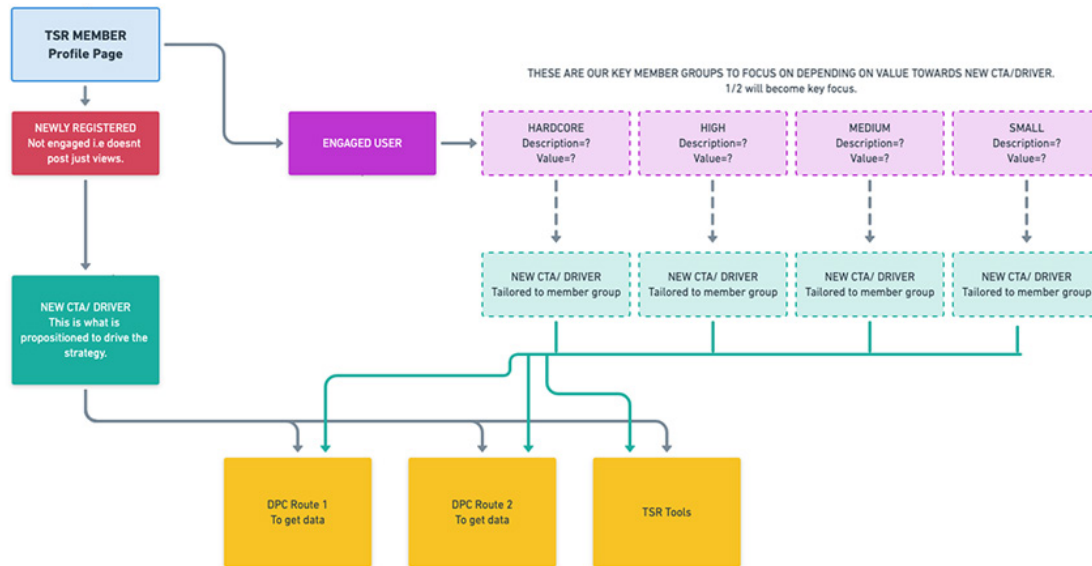 TSR MEMBER
Profile Page
THESE ARE OUR KEY MEMBER GROUPS TO FOCUS ON DEPENDING ON VALUE TOWARDS NEW CTA/DRIVER.
1/2 will become key focus.
NEWLY REGISTERED
Not engaged i.e doesnt
post just views.
ENGAGED USER
HARDCORE
Description=?
Value=?
HIGH
Description=?
Value=?
MEDIUM
Description=?
Value=?
SMALL
Description=?
Value=?
NEW CTA/ DRIVER
This is what is
propositioned to drive the
strategy.
NEW CTA/ DRIVER
Tailored to member group
NEW CTA/ DRIVER
Tailored to member group
NEW CTA/ DRIVER
Tailored to member group
NEW CTA/ DRIVER
Tailored to member group
DPC Route 1
To get data
DPC Route 2
To get data
TSR Tools